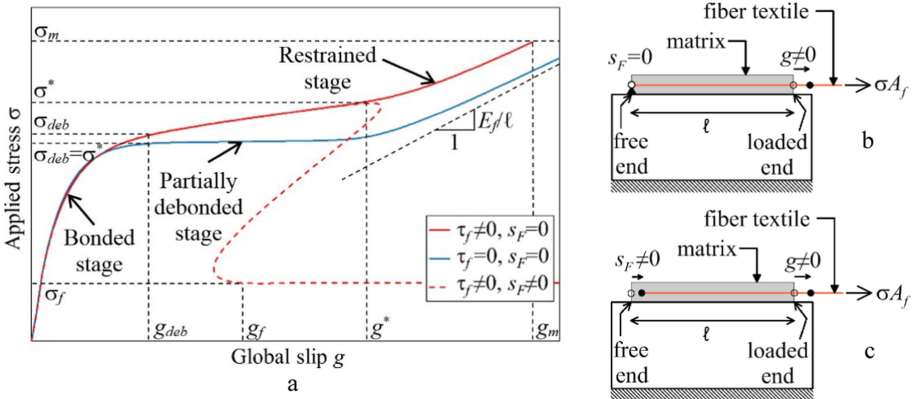 σm
σ*
σdeb
σdeb=σ*
σf
Applied stress σ
Restrained
stage
Ef/ℓ
1
Partially
debonded
stage
Bonded
stage
τf≠0, sF=0
τf=0, sF=0
τf≠0, sF≠0
gdeb
gf
g*
gm
Global slip g
a
fiber textile
matrix
sF=0
g≠0
σAf
ℓ
free
end
loaded
end
b
fiber textile
matrix
sF≠0
g≠0
σAf
ℓ
free
end
loaded
end
c